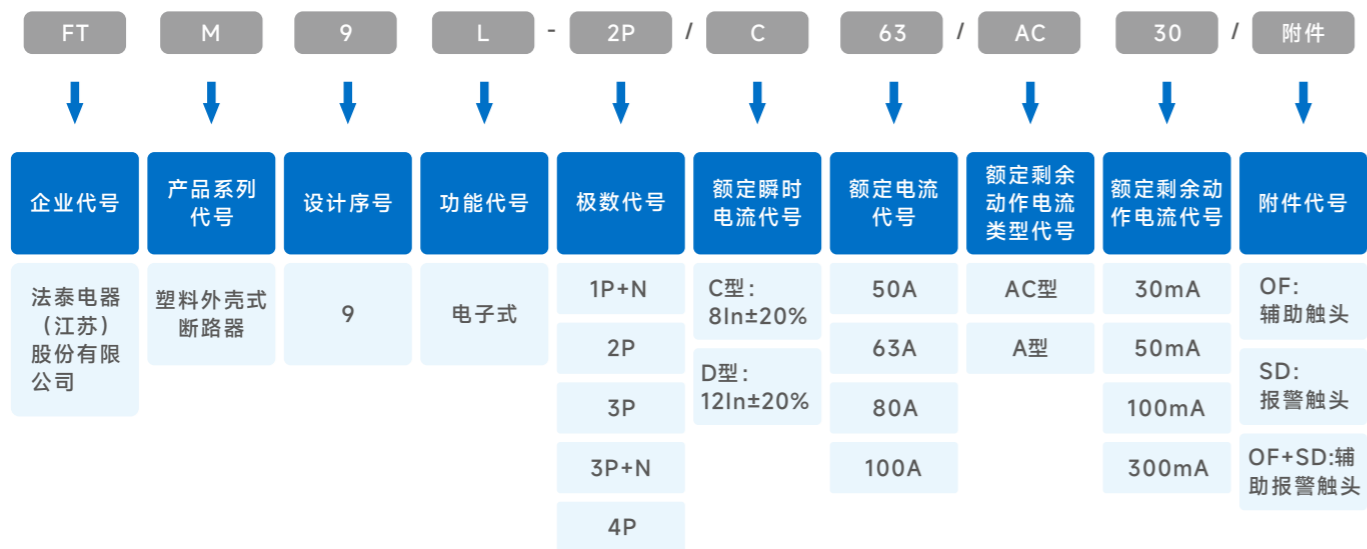 FT M 9 L - 2P / C 63 / AC 30 / 附件
企业代号
产品系列
代号
设计序号
功能代号
极数代号
额定瞬时
电流代号
额定电流
代号
额定剩余
动作电流
类型代号
额定剩余动
作电流代号
附件代号
法泰电器
（江苏）
股份有限
公司
塑料外壳式
断路器
9
电子式
1P+N
2P
3P
3P+N
4P
C型：
8In±20%
D型：
12In±20%
50A
63A
80A
100A
AC型
A型
30mA
50mA
100mA
300mA
OF：
辅助触头
SD：
报警触头
OF+SD:辅
助报警触头